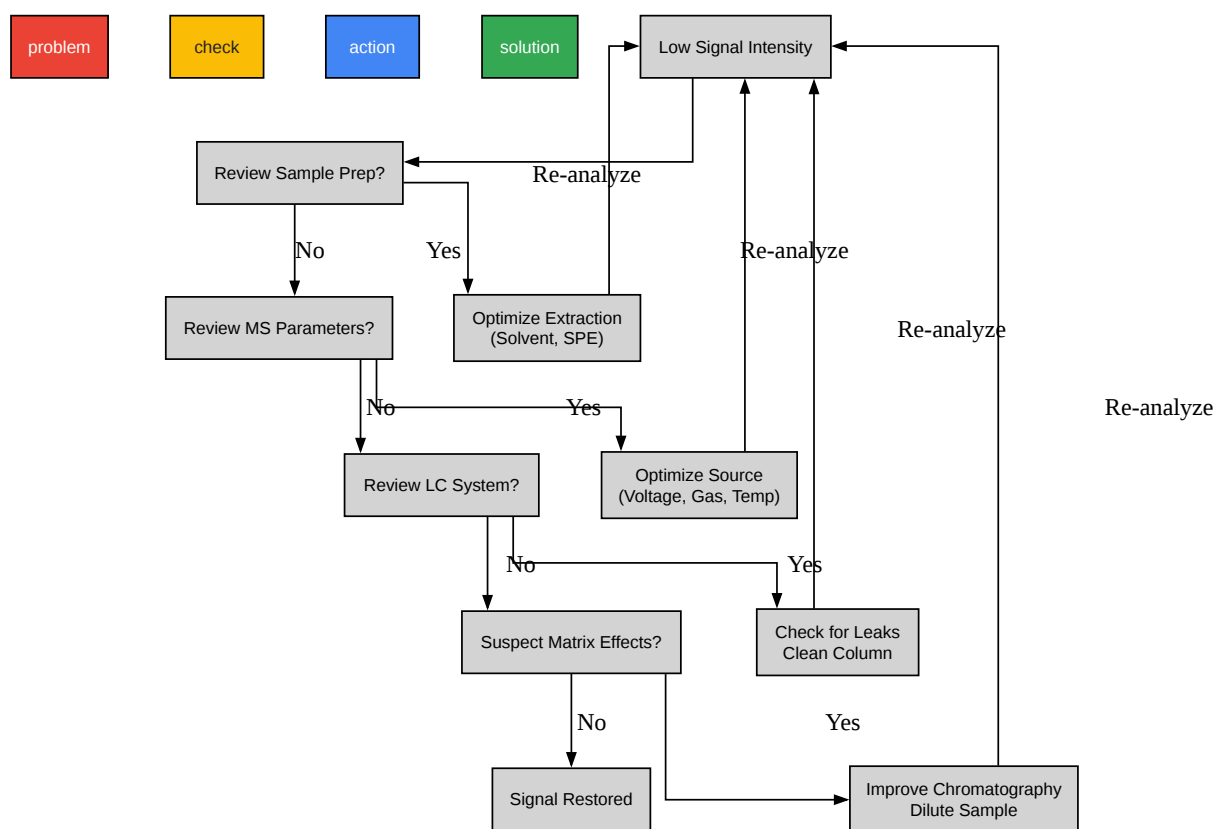 problem
check
action
solution
Low Signal Intensity
Review Sample Prep?
Re-analyze
No
Yes
Re-analyze
Review MS Parameters?
Optimize Extraction
(Solvent, SPE)
Re-analyze
No
Yes
Re-analyze
Review LC System?
Optimize Source
(Voltage, Gas, Temp)
No
Yes
Suspect Matrix Effects?
Check for Leaks
Clean Column
No
Yes
Signal Restored
Improve Chromatography
Dilute Sample